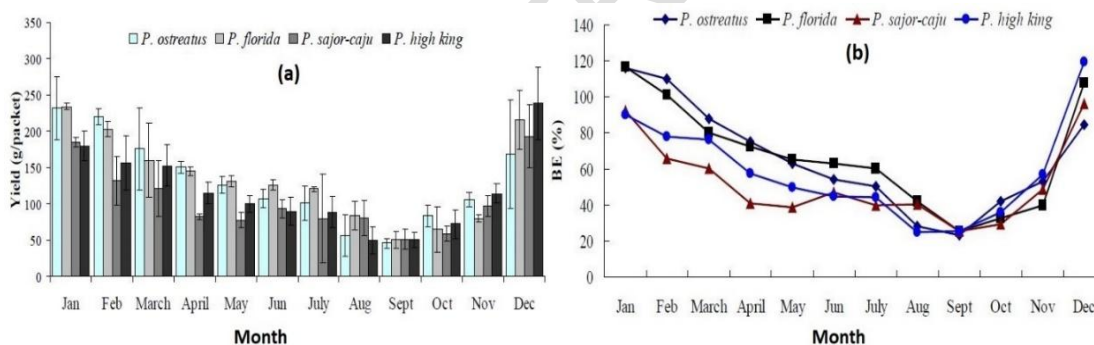 350
300
250
200
150
100
50
0
Yield (g/packet)
P. ostreatus P. florida P. sajor-caju P. high king
(a)
Jan Feb March April May Jun July Aug Sept Oct Nov Dec
Month
140
120
100
80
60
40
20
0
BE (%)
P. ostreatus P. florida P. sajor-caju P. high king
(b)
Jan Feb March April May Jun July Aug Sept Oct Nov Dec
Month